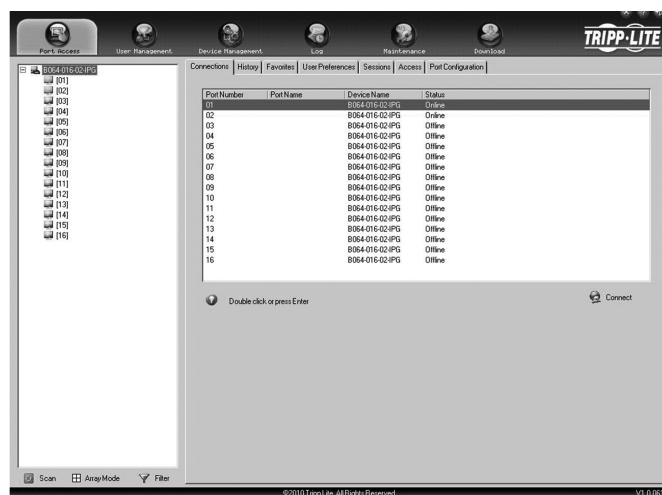 Port Access User Management Device Management Log Maintenance Download TRIPP·LITE
B064-016-02-IPG
[01]
[02]
[03]
[04]
[05]
[06]
[07]
[08]
[09]
[10]
[11]
[12]
[13]
[14]
[15]
[16]
Scan Array Mode Filter
Connections History Favorites User Preferences Sessions Access Port Configuration
Port Number Port Name Device Name Status
01 B064-016-02-IPG Online
02 B064-016-02-IPG Online
03 B064-016-02-IPG Offline
04 B064-016-02-IPG Offline
05 B064-016-02-IPG Offline
06 B064-016-02-IPG Offline
07 B064-016-02-IPG Offline
08 B064-016-02-IPG Offline
09 B064-016-02-IPG Offline
10 B064-016-02-IPG Offline
11 B064-016-02-IPG Offline
12 B064-016-02-IPG Offline
13 B064-016-02-IPG Offline
14 B064-016-02-IPG Offline
15 B064-016-02-IPG Offline
16 B064-016-02-IPG Offline
Double click or press Enter
Connect
©2010 Tripp Lite. All Rights Reserved.